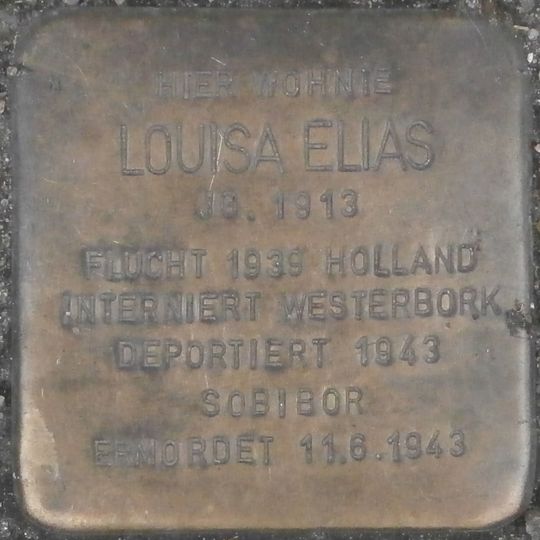 HIER WOHNTE
LOUISA ELIAS
JG. 1913
FLUCHT 1939 HOLLAND
INTERNIERT WESTERBORK
DEPORTIERT 1943
SOBIBOR
ERMORDET 11.6.1943